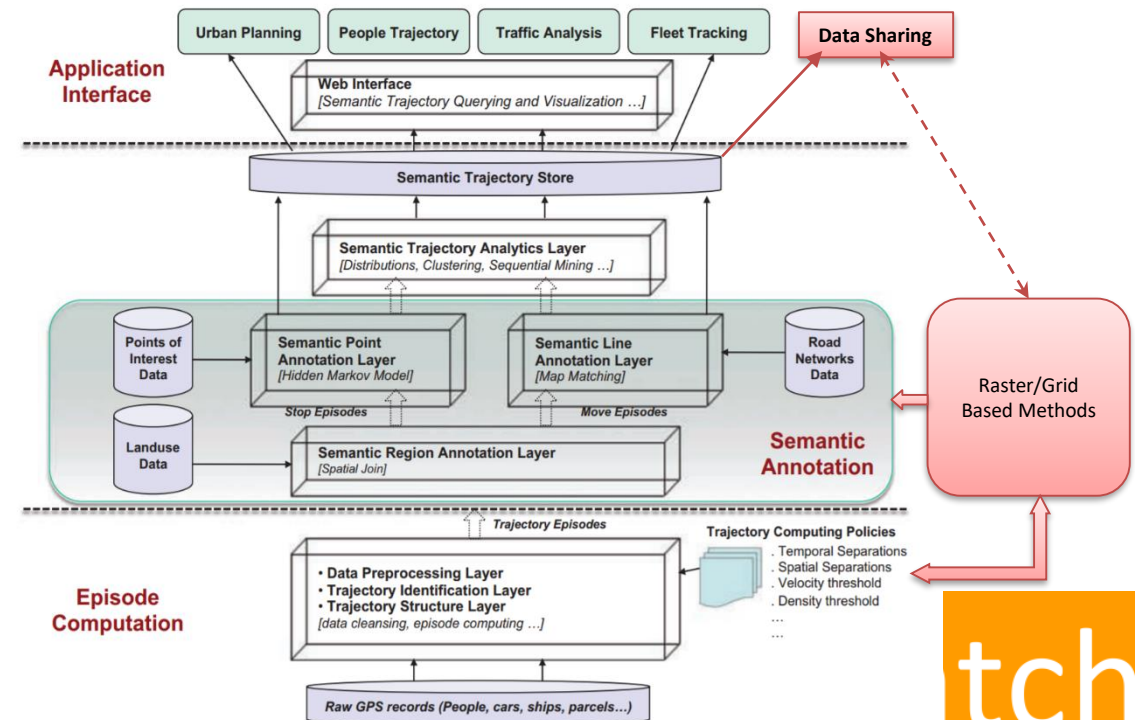 Urban Planning
People Trajectory
Traffic Analysis
Fleet Tracking
Data Sharing
Application
Interface
Web Interface
[Semantic Trajectory Querying and Visualization ...]
Semantic Trajectory Store
Semantic Trajectory Analytics Layer
[Distributions, Clustering, Sequential Mining ...]
Points of
Interest
Data
Semantic Point
Annotation Layer
[Hidden Markov Model]
Semantic Line
Annotation Layer
[Map Matching]
Road
Networks
Data
Raster/Grid
Based Methods
Stop Episodes
Move Episodes
Landuse
Data
Semantic Region Annotation Layer
[Spatial Join]
Semantic
Annotation
Trajectory Episodes
Trajectory Computing Policies
. Temporal Separations
. Spatial Separations
. Velocity threshold
. Density threshold
...
...
Episode
Computation
• Data Preprocessing Layer
• Trajectory Identification Layer
• Trajectory Structure Layer
[data cleansing, episode computing ...]
Raw GPS records (People, cars, ships, parcels...)
tch